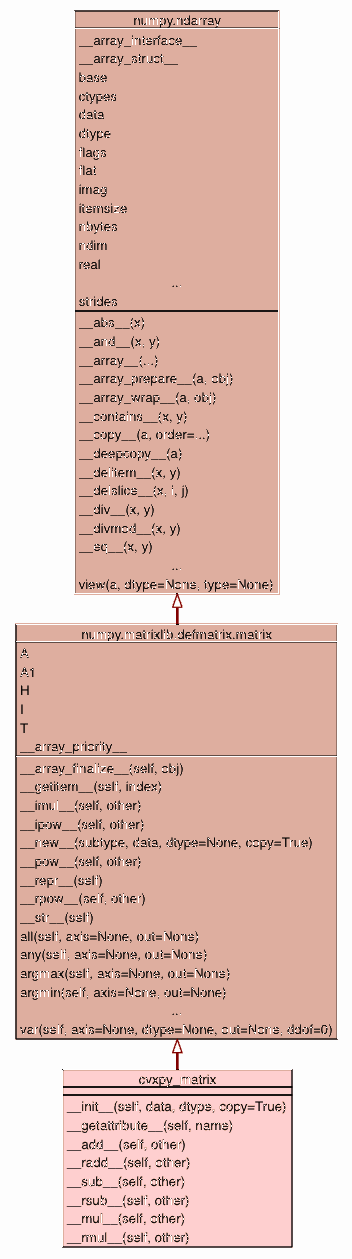 numpy.ndarray
__array_interface__
__array_struct__
base
ctypes
data
dtype
flags
flat
imag
itemsize
nbytes
ndim
real
...
strides
__abs__(x)
__and__(x, y)
__array__(...)
__array_prepare__(a, obj)
__array_wrap__(a, obj)
__contains__(x, y)
__copy__(a, order=...)
__deepcopy__(a)
__delitem__(x, y)
__delslice__(x, i, j)
__div__(x, y)
__divmod__(x, y)
__eq__(x, y)
...
view(a, dtype=None, type=None)
numpy.matrixlib.defmatrix.matrix
A
A1
H
I
T
__array_priority__
__array_finalize__(self, obj)
__getitem__(self, index)
__imul__(self, other)
__ipow__(self, other)
__new__(subtype, data, dtype=None, copy=True)
__pow__(self, other)
__repr__(self)
__rpow__(self, other)
__str__(self)
all(self, axis=None, out=None)
any(self, axis=None, out=None)
argmax(self, axis=None, out=None)
argmin(self, axis=None, out=None)
...
var(self, axis=None, dtype=None, out=None, ddof=0)
cvxpy_matrix
__init__(self, data, dtype, copy=True)
__getattribute__(self, name)
__add__(self, other)
__radd__(self, other)
__sub__(self, other)
__rsub__(self, other)
__mul__(self, other)
__rmul__(self, other)